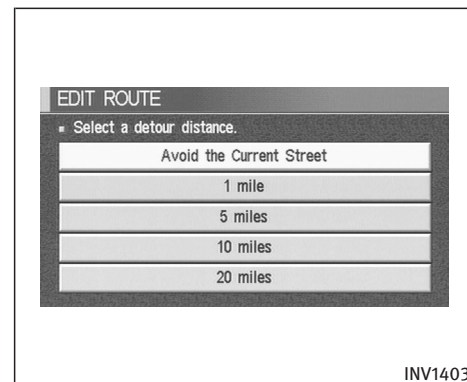 EDIT ROUTE
Select a detour distance.
Avoid the Current Street
1 mile
5 miles
10 miles
20 miles
INV1403